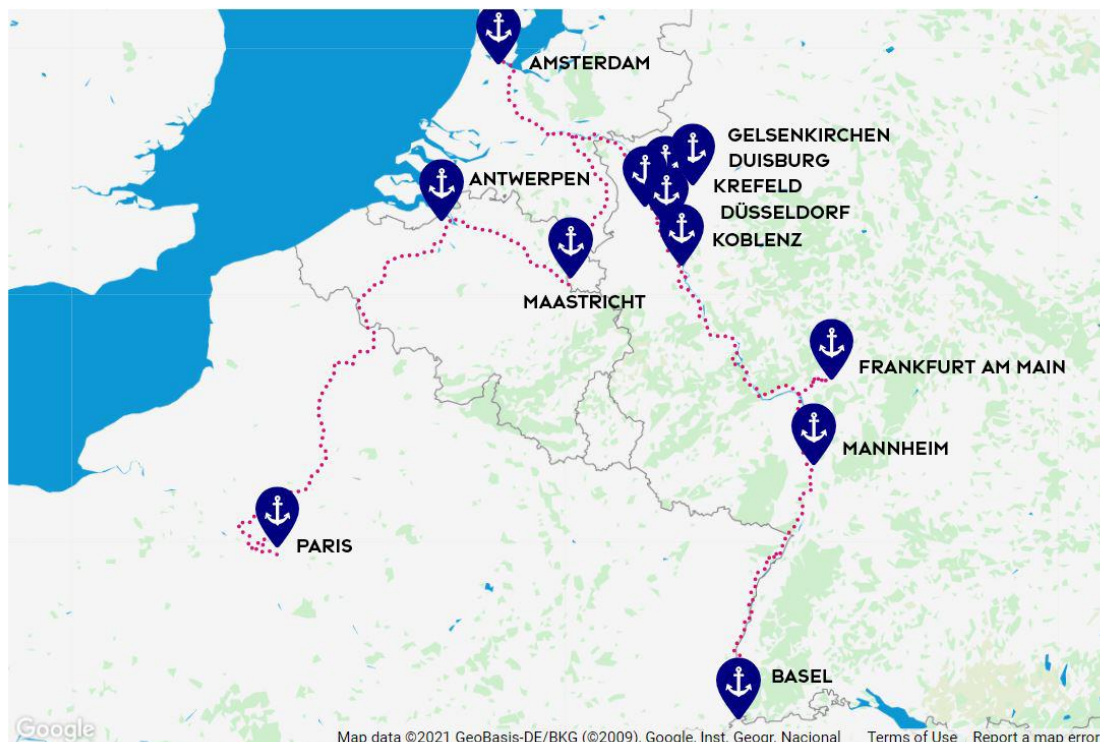 AMSTERDAM
GELSENKIRCHEN
DUISBURG
ANTWERPEN
KREFELD
DÜSSELDORF
KOBLENZ
MAASTRICHT
FRANKFURT AM MAIN
MANNHEIM
PARIS
BASEL
Google
Map data ©2021 GeoBasis-DE/BKG (©2009), Google, Inst. Geogr. Nacional Terms of Use Report a map error